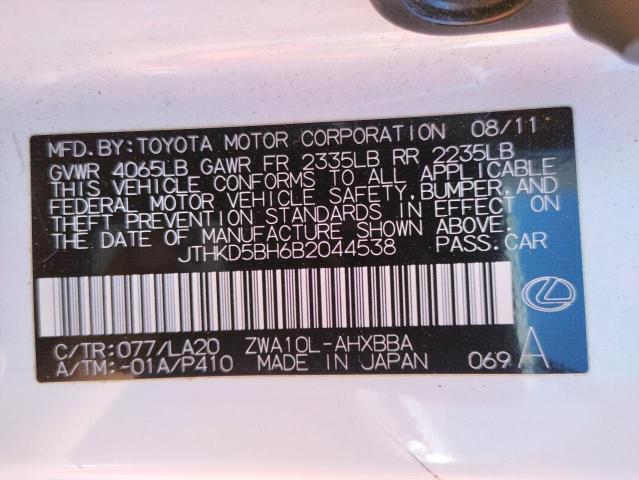 MFD. BY: TOYOTA MOTOR CORPORATION 08/11
GVWR 4065LB GAWR FR 2335LB RR 2235LB
THIS VEHICLE CONFORMS TO ALL APPLICABLE
FEDERAL MOTOR VEHICLE SAFETY, BUMPER, AND
THEFT PREVENTION STANDARDS IN EFFECT ON
THE DATE OF MANUFACTURE SHOWN ABOVE.
JTHKD5BH6B2044538 PASS. CAR
C/TR: 077/LA20 ZWA10L-AHXBBA
A/TM: -01A/P410 MADE IN JAPAN 069 A